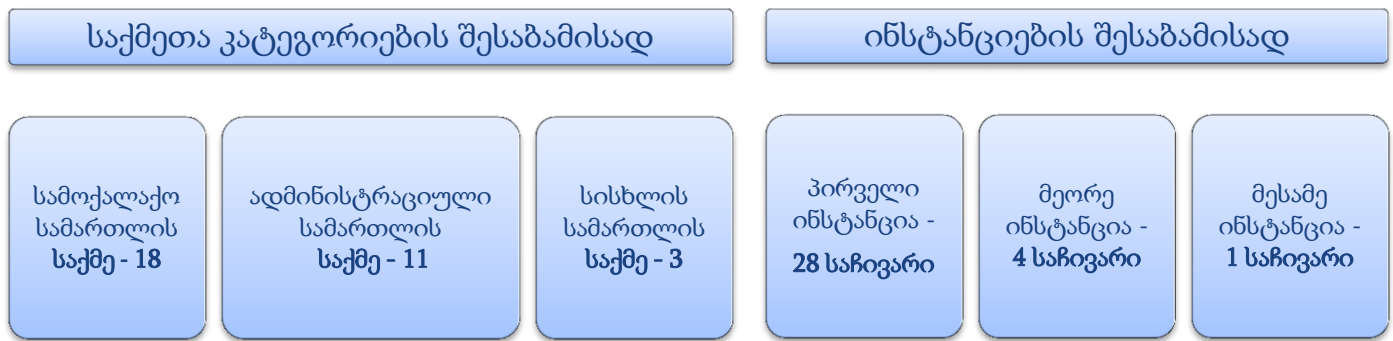 საქმეთა კატეგორიების შესაბამისად
სამოქალაქო
სამართლის
საქმე - 18
ადმინისტრაციული
სამართლის
საქმე - 11
სისხლის
სამართლის
საქმე - 3
ინსტანციების შესაბამისად
პირველი
ინსტანცია -
28 საჩივარი
მეორე
ინსტანცია -
4 საჩივარი
მესამე
ინსტანცია -
1 საჩივარი